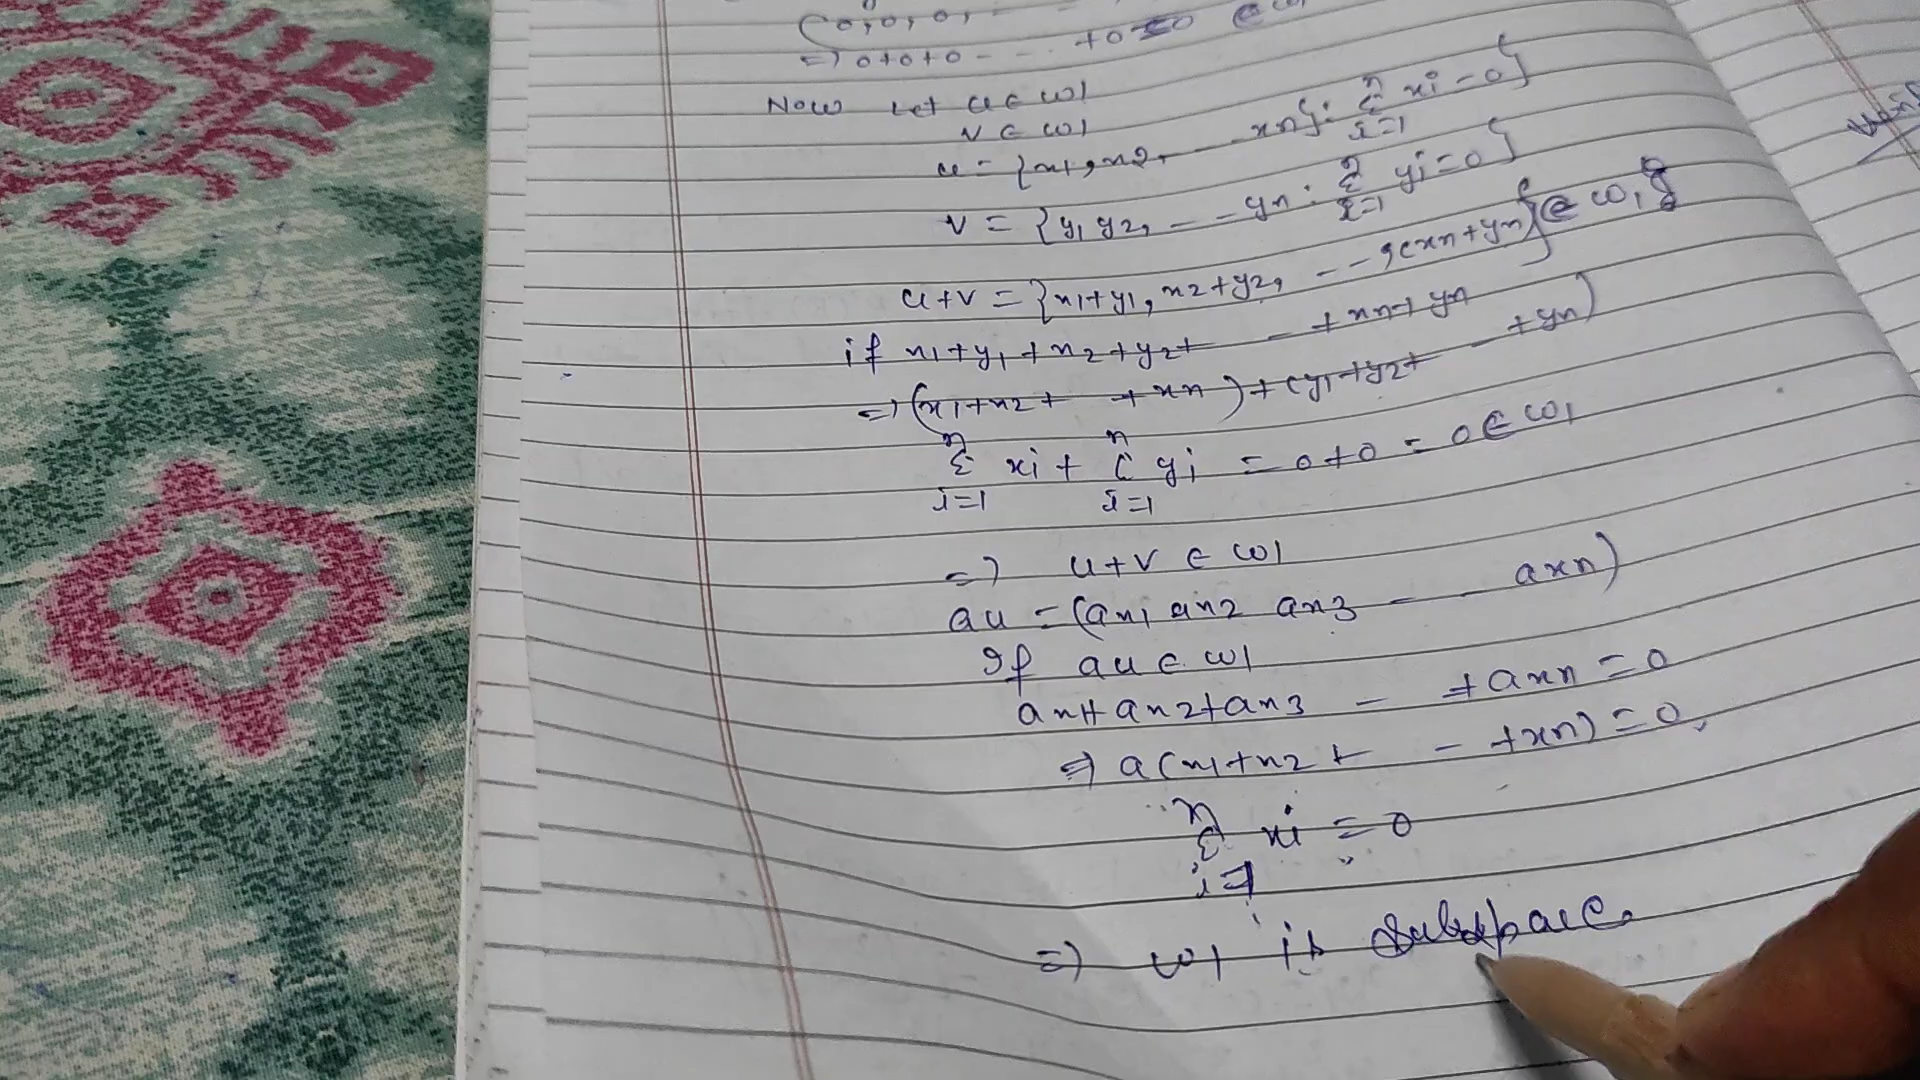 (0,0,0,
=) 0+0+0 - - . +0 = 0 ∈ W1
Now Let u ∈ W1
v ∈ W1
u = {x1, x2, - - xn}: Σ i=1 n xi = 0}
v = {y1 y2, - - yn : Σ i=1 n yi = 0}
u+v = {x1+y1, x2+y2, - - , (xn+yn)} ∈ W1}
if x1+y1+x2+y2+ - +xn+yn
=) (x1+x2+ +xn) + (y1+y2+ - +yn)
Σ i=1 n xi + Σ i=1 n yi = 0+0 = 0 ∈ W1
=) u+v ∈ W1
au = (ax1 ax2 ax3 - - axn)
If au ∈ W1
ax1+ax2+ax3 - +axn = 0
=) a(x1+x2+ - +xn) = 0,
Σ i=1 n xi = 0
=) W1 is subspace.